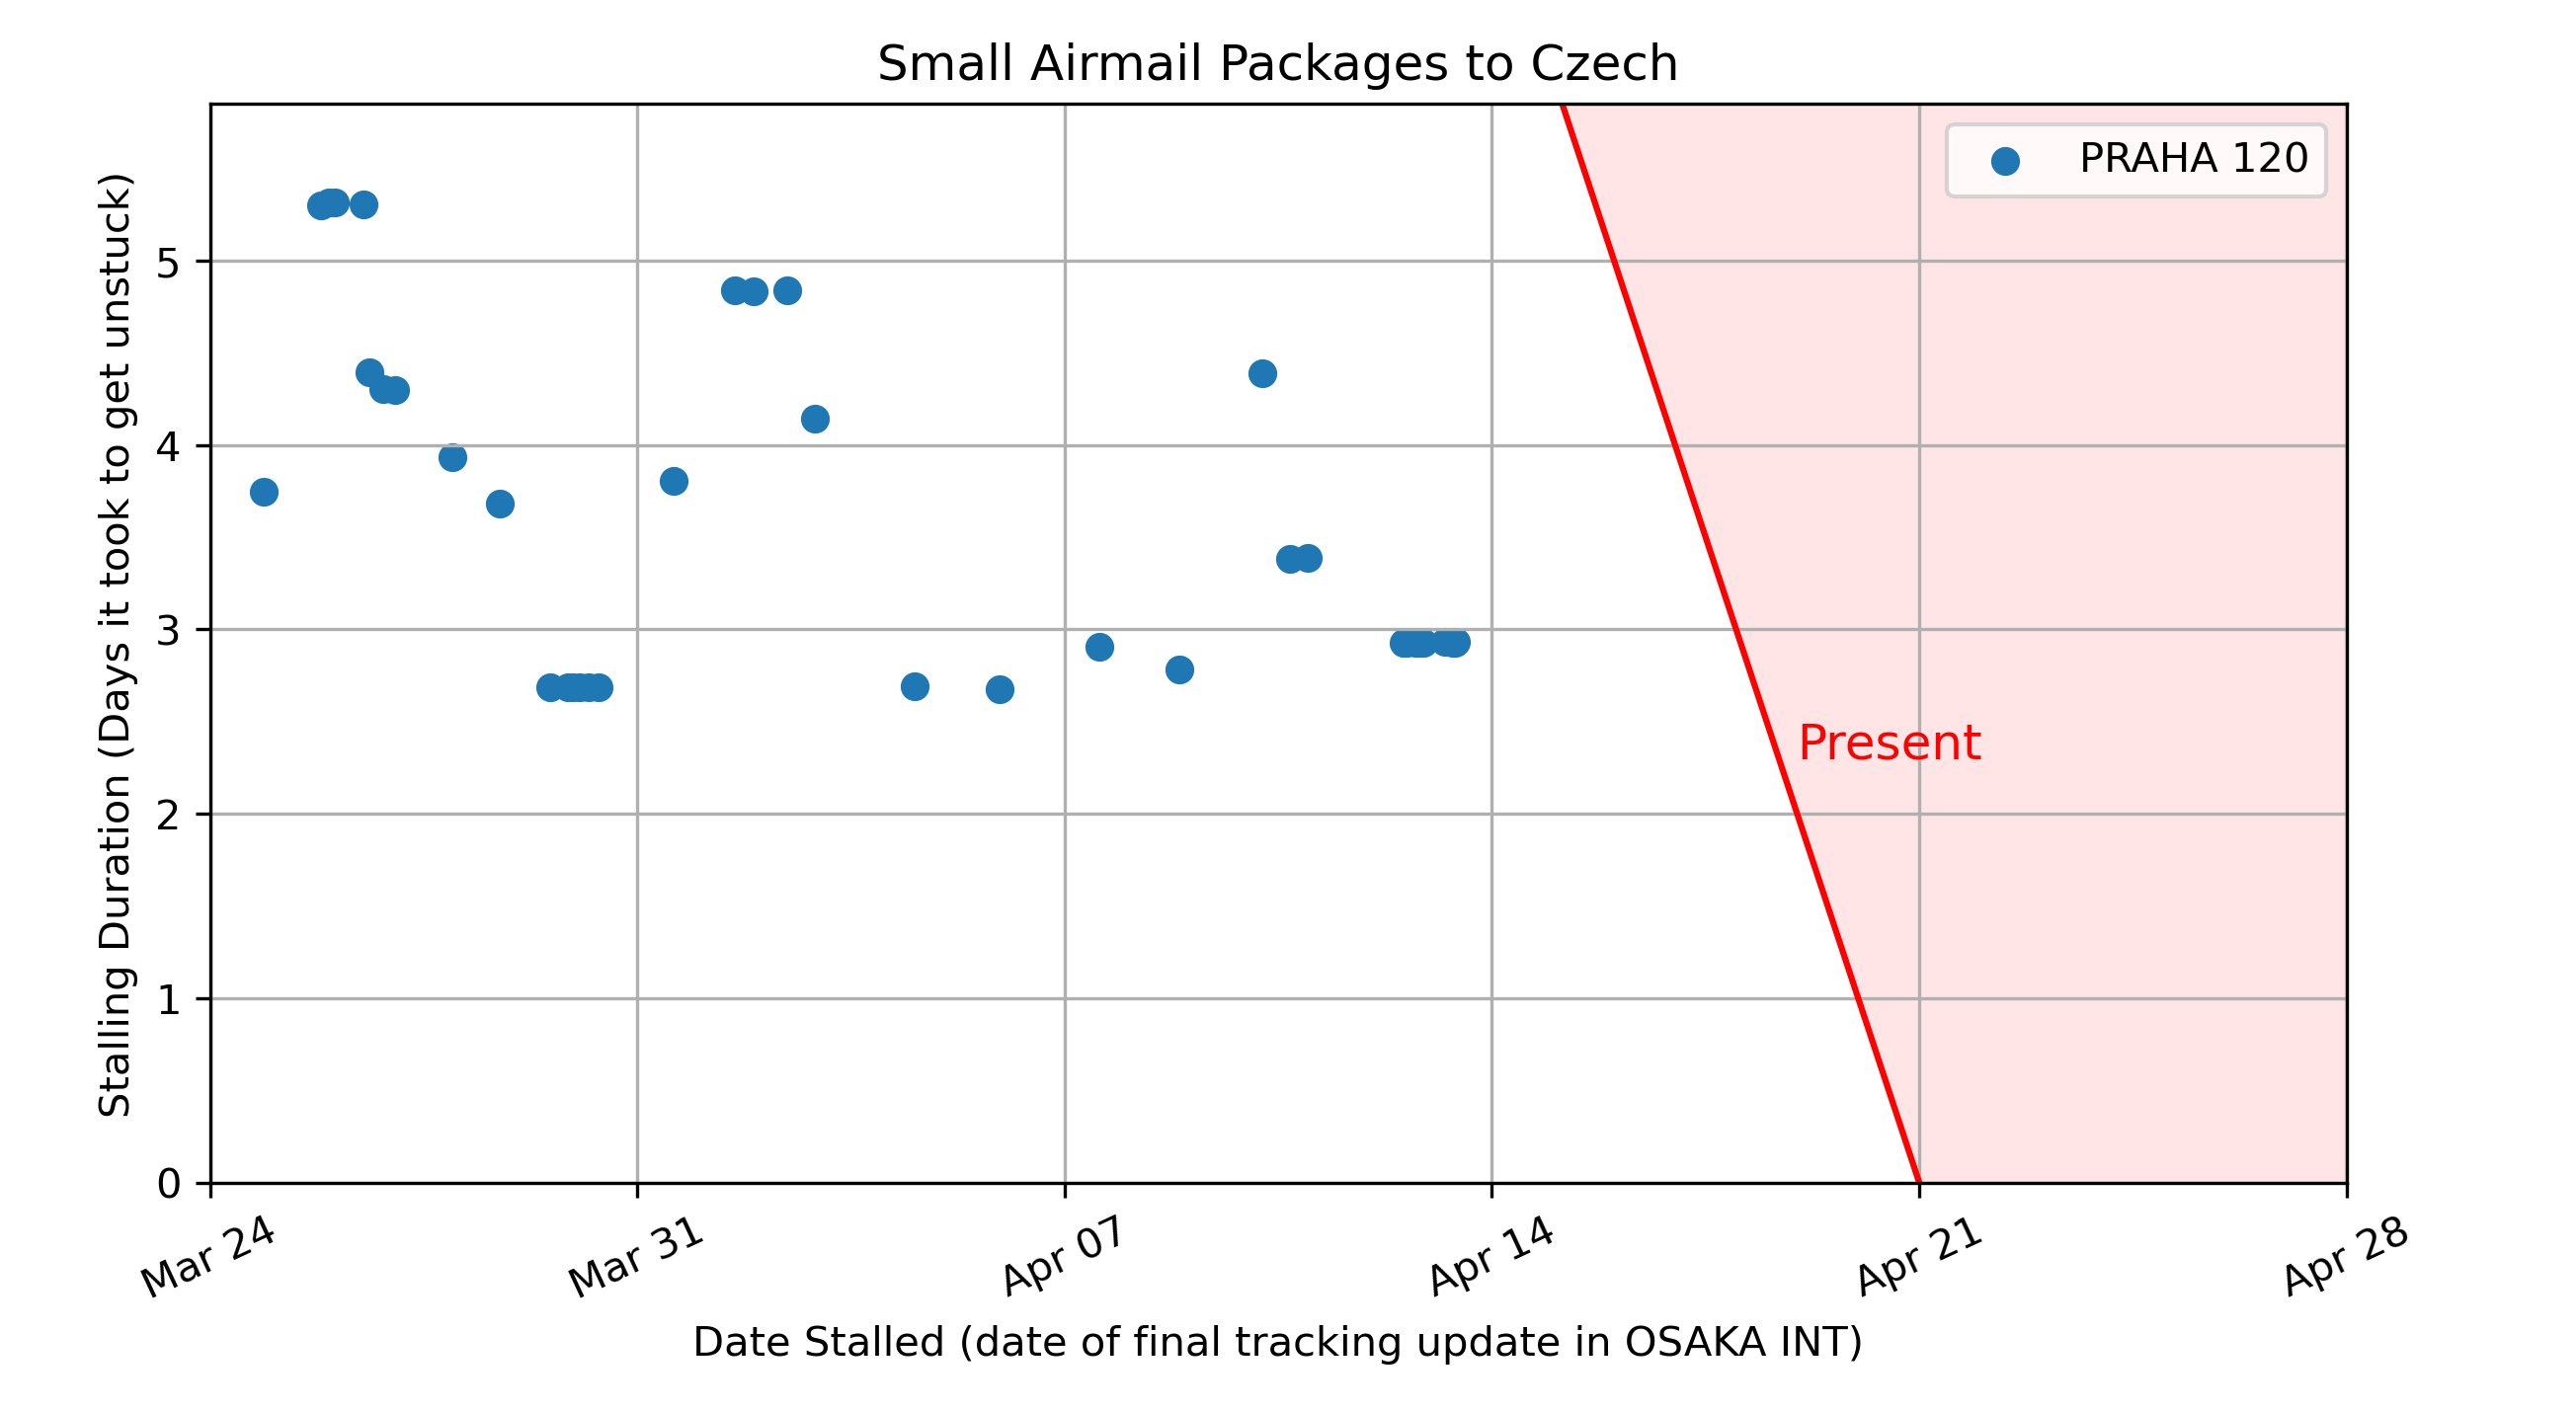 Small Airmail Packages to Czech
PRAHA 120
Stalling Duration (Days it took to get unstuck)
5
4
3
2
1
0
Present
Mar 24
Mar 31
Apr 07
Apr 14
Apr 21
Apr 28
Date Stalled (date of final tracking update in OSAKA INT)